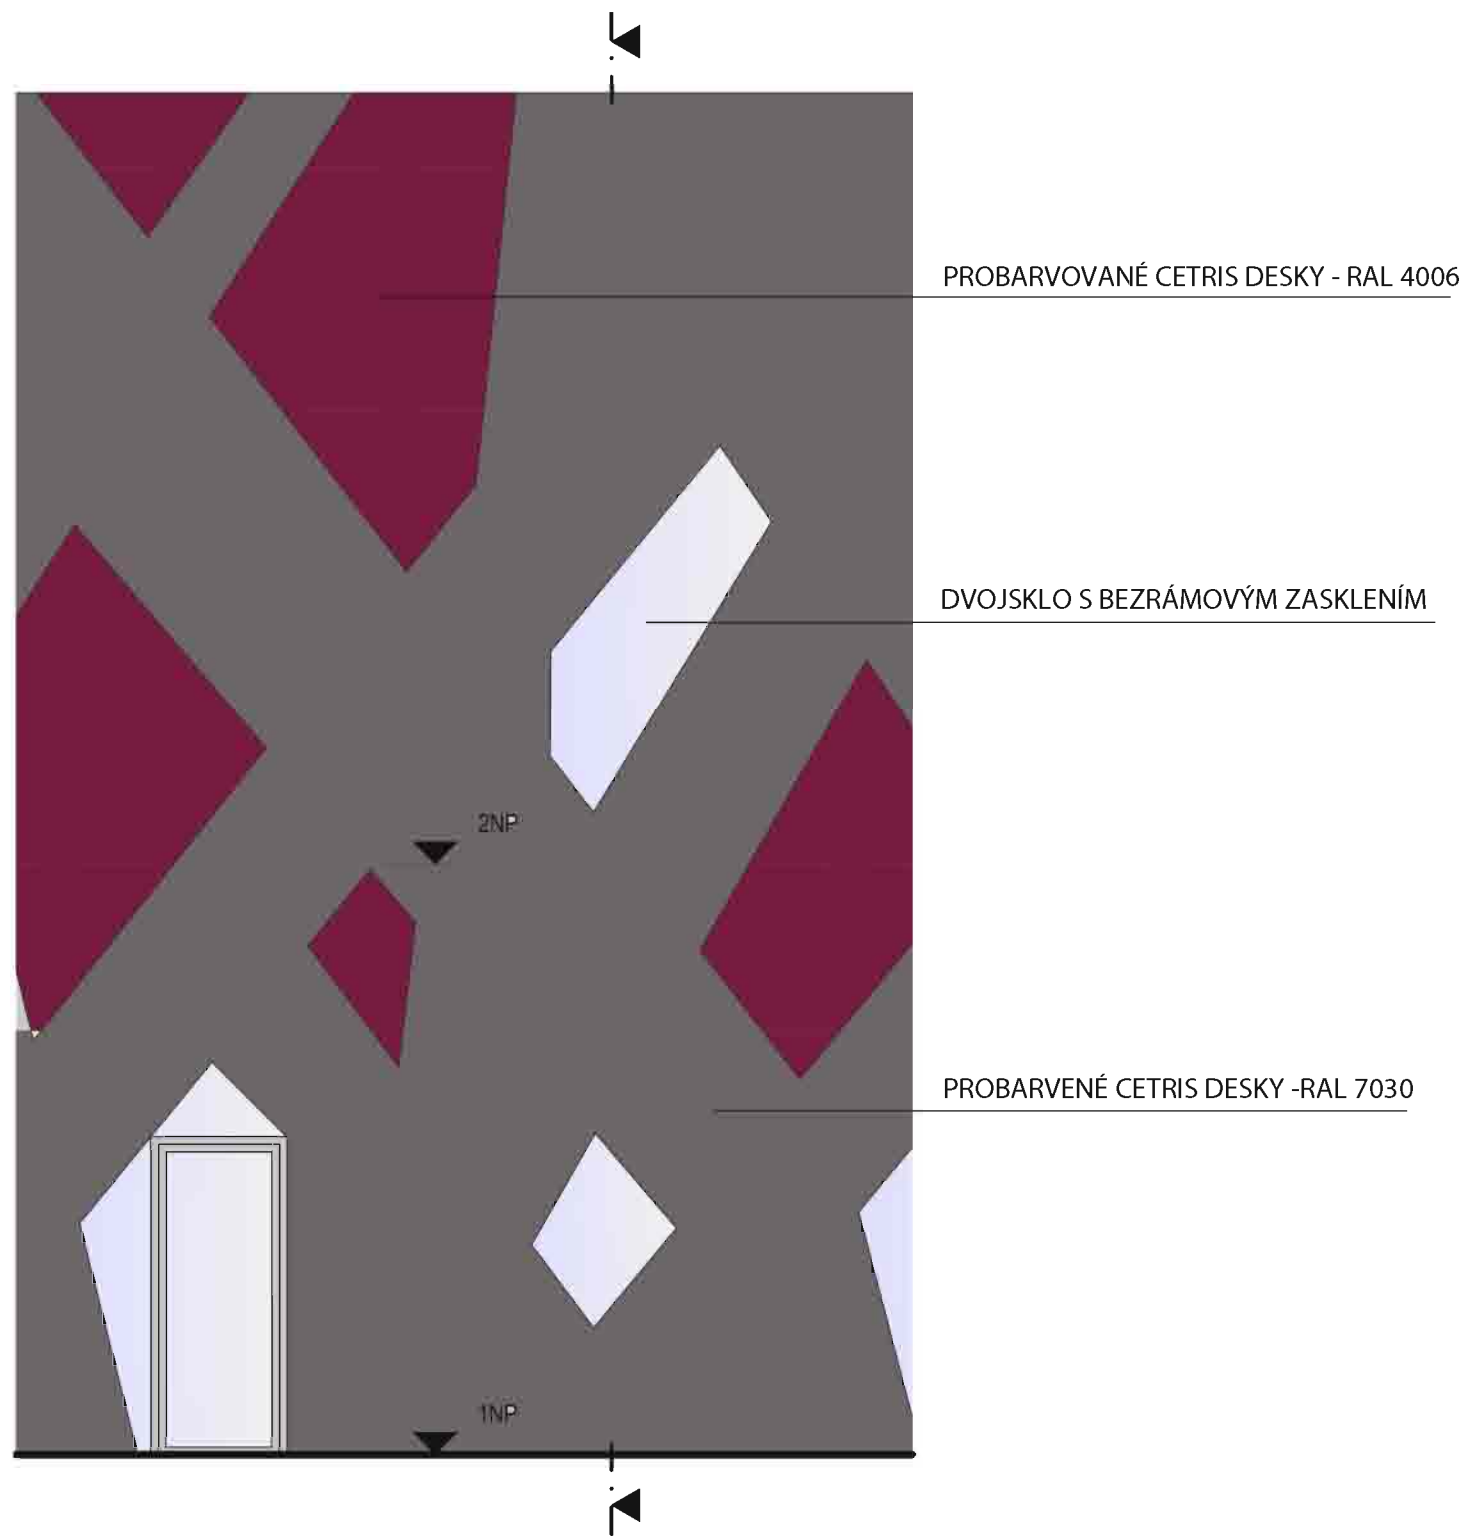 PROBARVOVANÉ CETRIS DESKY - RAL 4006
DVOJSKLO S BEZRÁMOVÝM ZASKLENÍM
2NP
PROBARVENÉ CETRIS DESKY -RAL 7030
1NP